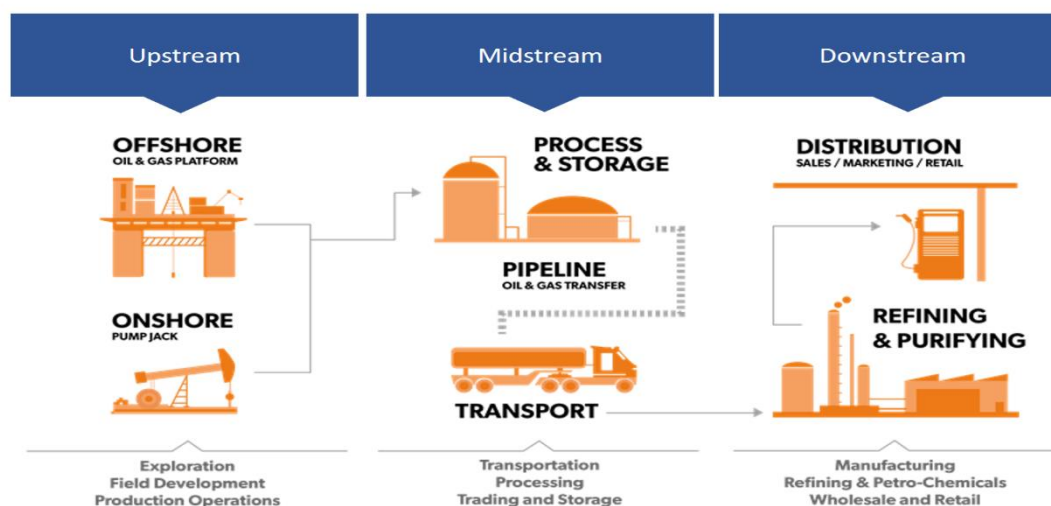 Upstream
Midstream
Downstream
OFFSHORE
OIL & GAS PLATFORM
ONSHORE
PUMP JACK
PROCESS
& STORAGE
PIPELINE
OIL & GAS TRANSFER
TRANSPORT
DISTRIBUTION
SALES / MARKETING / RETAIL
REFINING
& PURIFYING
Exploration
Field Development
Production Operations
Transportation
Processing
Trading and Storage
Manufacturing
Refining & Petro-Chemicals
Wholesale and Retail